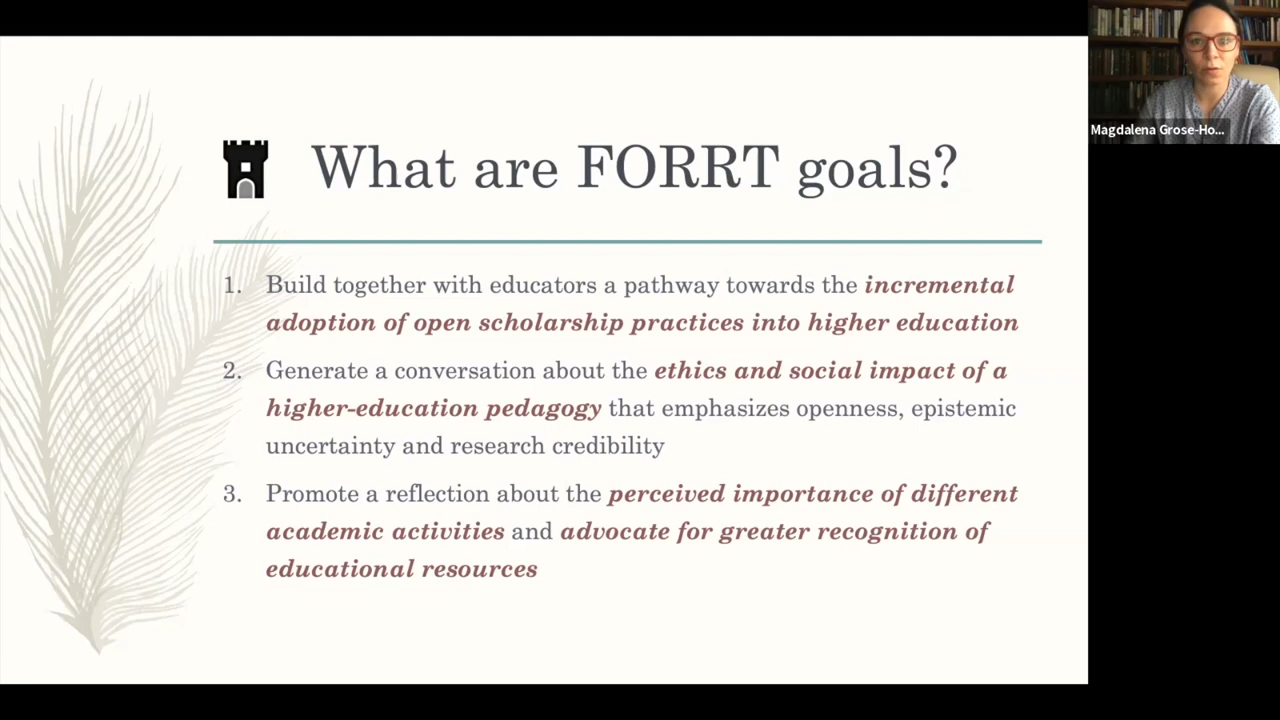 What are FORRT goals?
1. Build together with educators a pathway towards the incremental
adoption of open scholarship practices into higher education
2. Generate a conversation about the ethics and social impact of a
higher-education pedagogy that emphasizes openness, epistemic
uncertainty and research credibility
3. Promote a reflection about the perceived importance of different
academic activities and advocate for greater recognition of
educational resources
Magdalena Grose-Ho...